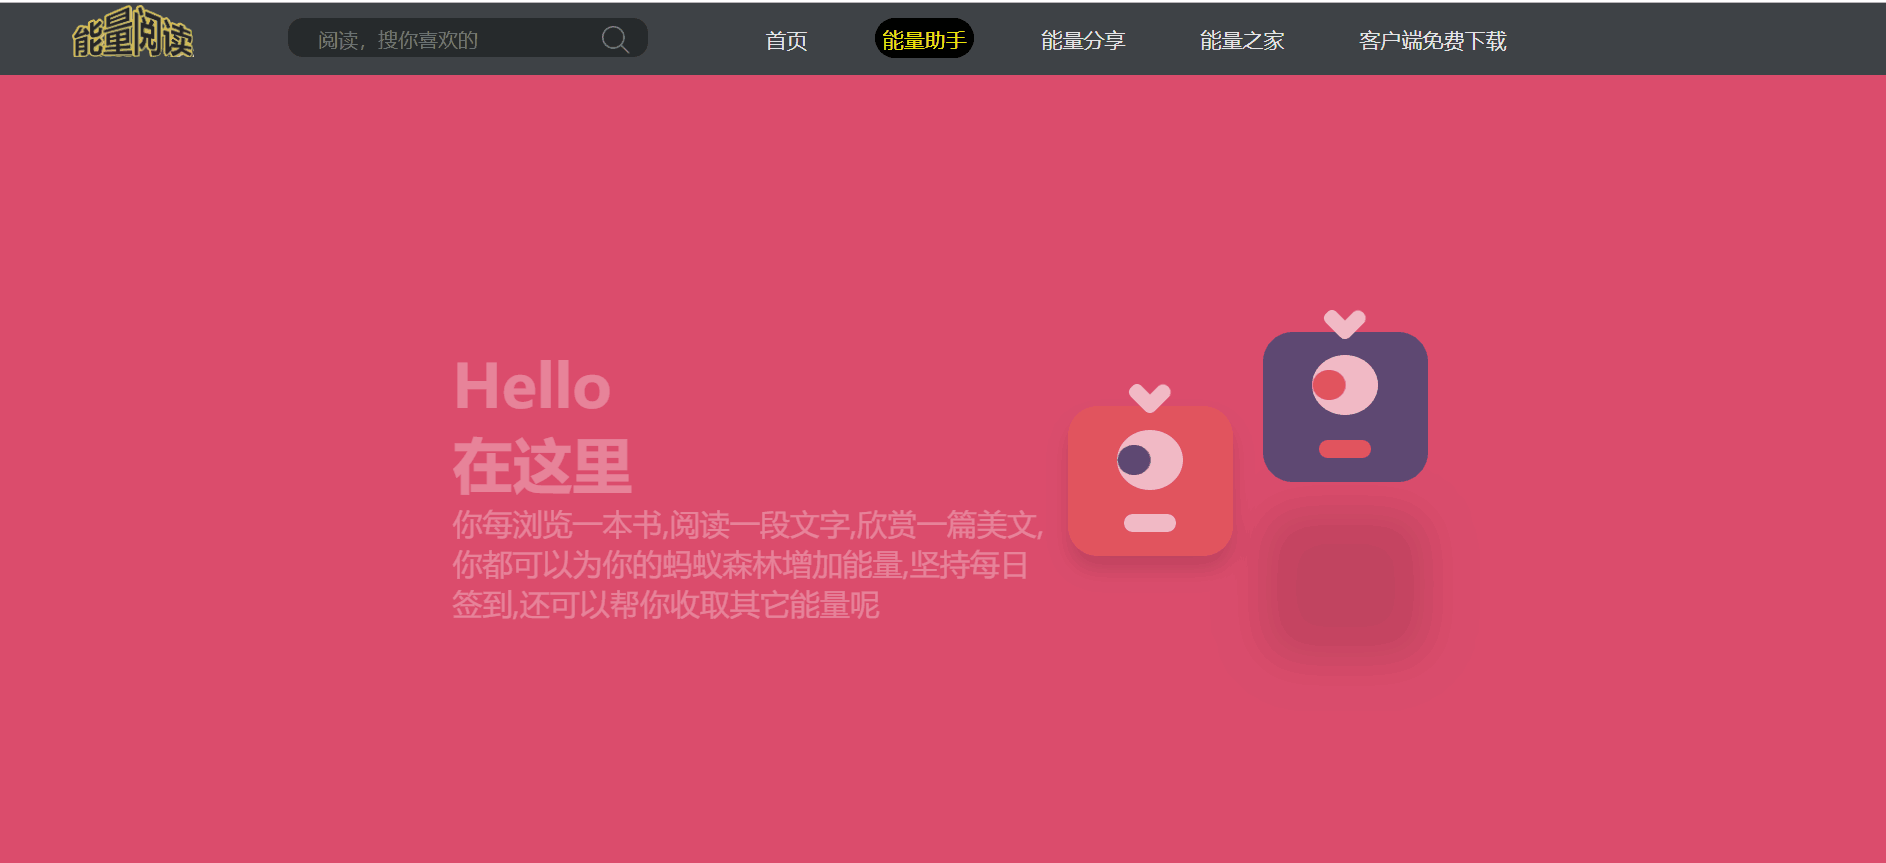 能量阅读
阅读，搜你喜欢的
首页
能量助手
能量分享
能量之家
客户端免费下载
Hello
在这里
你每浏览一本书,阅读一段文字,欣赏一篇美文,
你都可以为你的蚂蚁森林增加能量,坚持每日
签到,还可以帮你收取其它能量呢